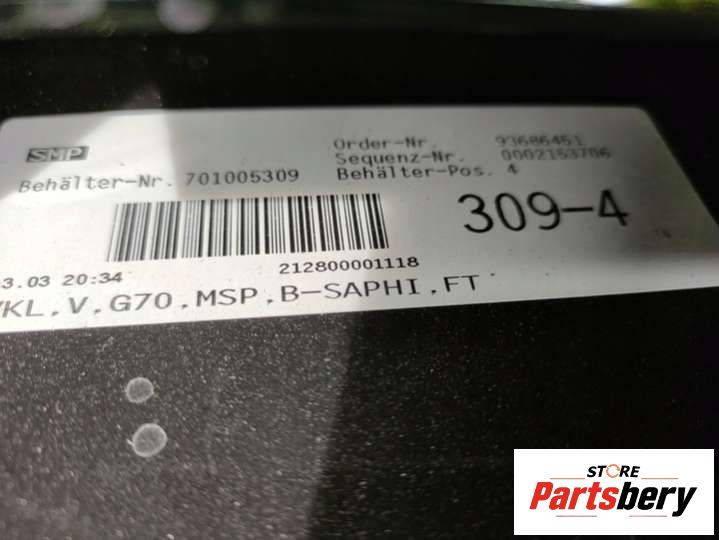 SMP
Order-Nr. 93686451
Sequenz-Nr. 0002153706
Behälter-Nr. 701005309
Behälter-Pos. 4
309-4
212800001118
3.03 20:34
VKL,V,G70,MSP,B-SAPHI,FT
STORE
Partsbery